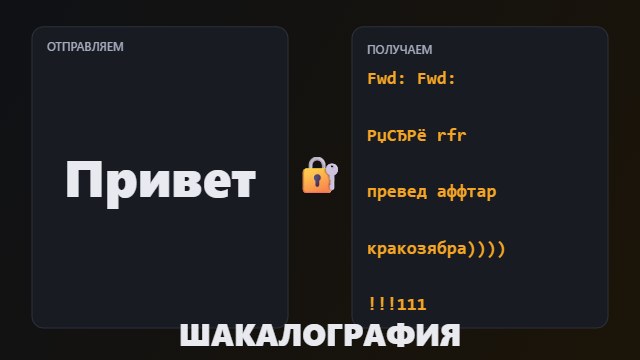 ОТПРАВЛЯЕМ
Привет
ПОЛУЧАЕМ
Fwd: Fwd:
РџСЂРё rfr
превед аффтар
кракозябра))))
!!!111
ШАКАЛОГРАФИЯ